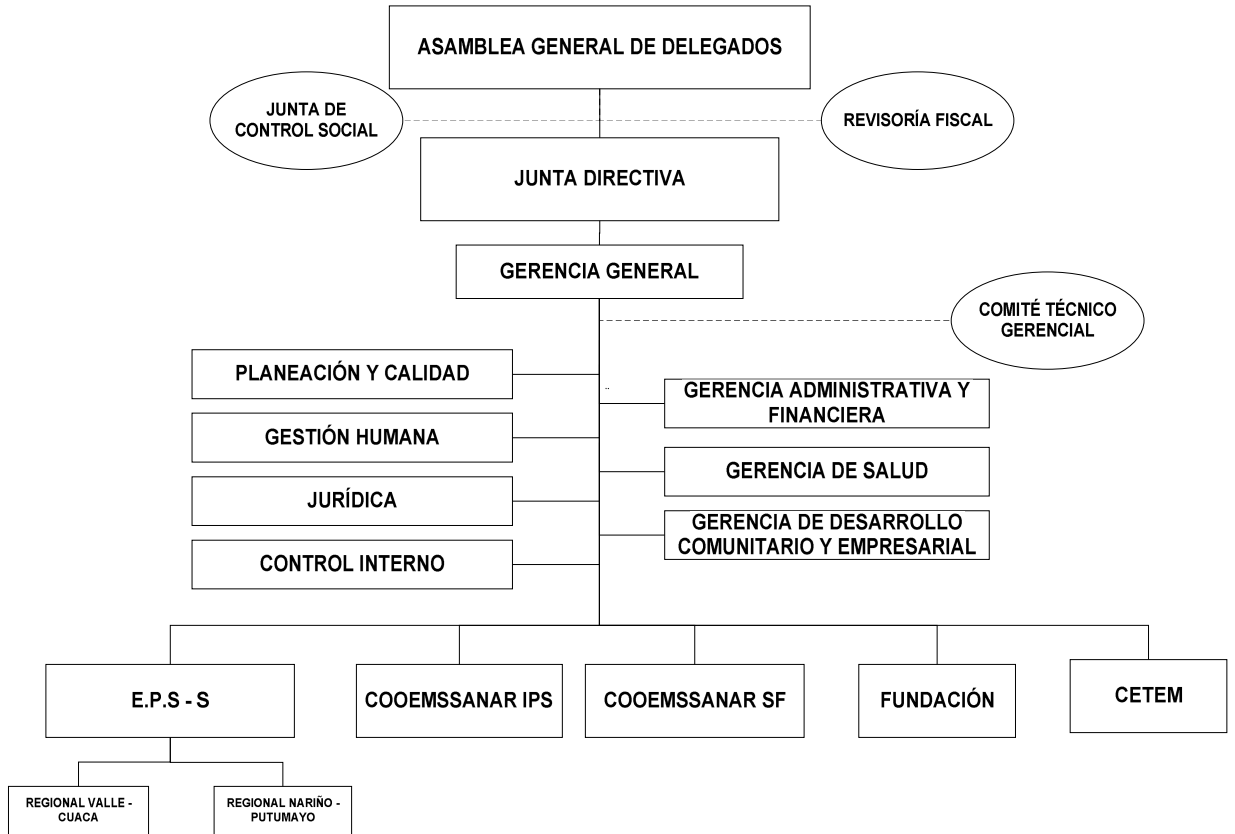 ASAMBLEA GENERAL DE DELEGADOS
JUNTA DE
CONTROL SOCIAL
REVISORÍA FISCAL
JUNTA DIRECTIVA
GERENCIA GENERAL
COMITÉ TÉCNICO
GERENCIAL
PLANEACIÓN Y CALIDAD
GERENCIA ADMINISTRATIVA Y
FINANCIERA
GESTIÓN HUMANA
GERENCIA DE SALUD
JURÍDICA
GERENCIA DE DESARROLLO
COMUNITARIO Y EMPRESARIAL
CONTROL INTERNO
E.P.S - S
COOEMSSANAR IPS
COOEMSSANAR SF
FUNDACIÓN
CETEM
REGIONAL VALLE -
CUACA
REGIONAL NARIÑO -
PUTUMAYO